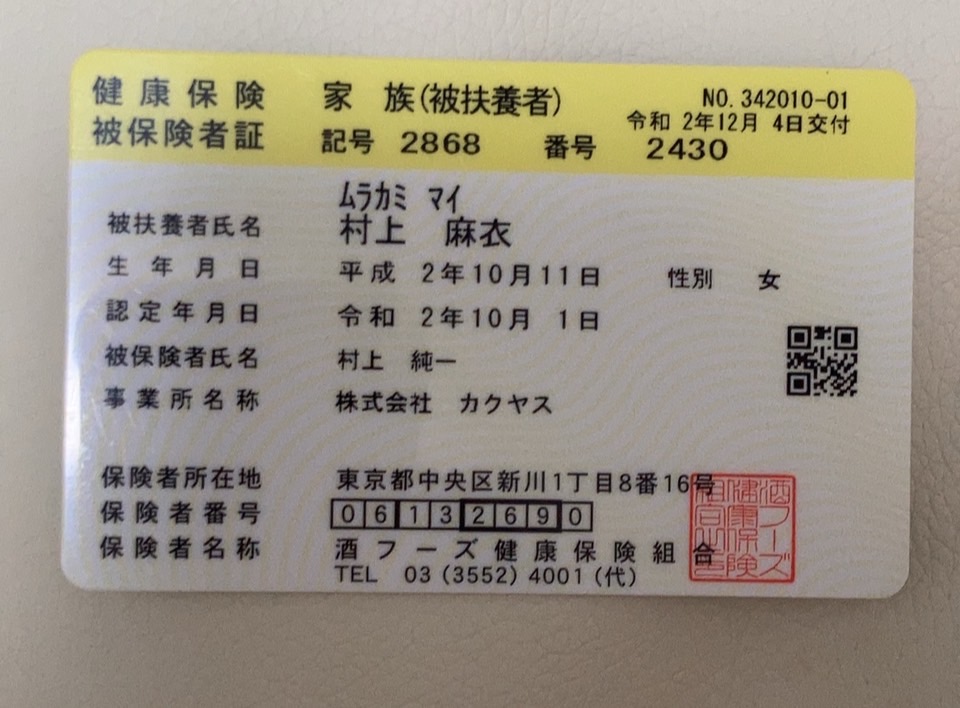 健康保険 家族(被扶養者) NO. 342010-01
被保険者証 令和 2年12月 4日交付
記号 2868 番号 2430
ムラカミ マイ
被扶養者氏名 村上 麻衣
生年月日 平成 2年10月11日 性別 女
認定年月日 令和 2年10月 1日
被保険者氏名 村上 純一
事業所名称 株式会社 カクヤス
保険者所在地 東京都中央区新川1丁目8番16号
保険者番号 06132690
保険者名称 酒フーズ健康保険組合
TEL 03 (3552) 4001 (代)
酒フーズ
健康保険